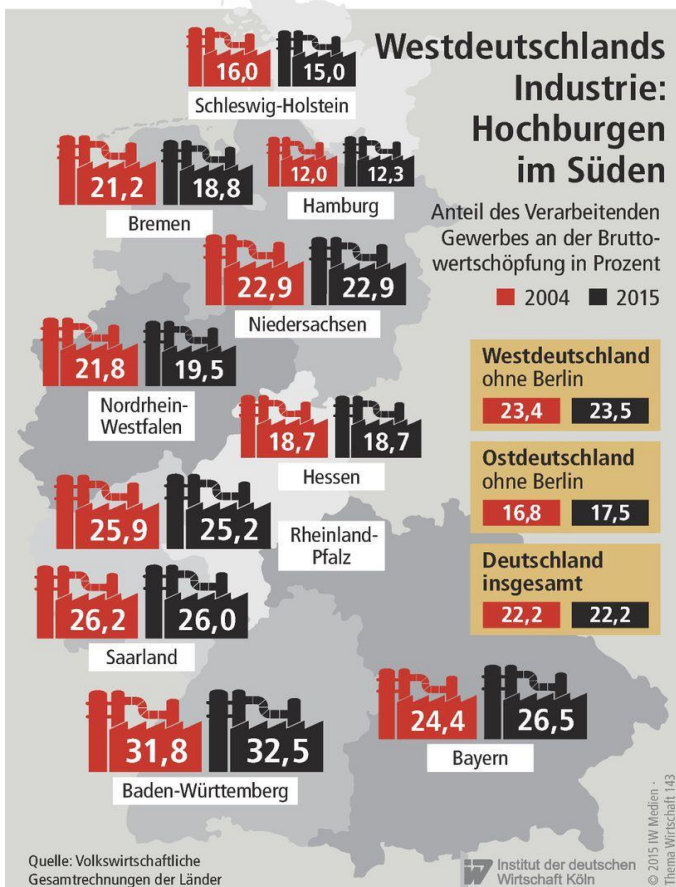 Westdeutschlands
Industrie:
Hochburgen
im Süden
Anteil des Verarbeitenden
Gewerbes an der Brutto-
wertschöpfung in Prozent
2004 2015
16,0 15,0
Schleswig-Holstein
21,2 18,8
Bremen
12,0 12,3
Hamburg
22,9 22,9
Niedersachsen
21,8 19,5
Nordrhein-
Westfalen
18,7 18,7
Hessen
25,9 25,2
Rheinland-
Pfalz
26,2 26,0
Saarland
31,8 32,5
Baden-Württemberg
24,4 26,5
Bayern
Westdeutschland
ohne Berlin
23,4 23,5
Ostdeutschland
ohne Berlin
16,8 17,5
Deutschland
insgesamt
22,2 22,2
Quelle: Volkswirtschaftliche
Gesamtrechnungen der Länder
Institut der deutschen
Wirtschaft Köln
© 2015 IW Medien ·
Thema Wirtschaft 143